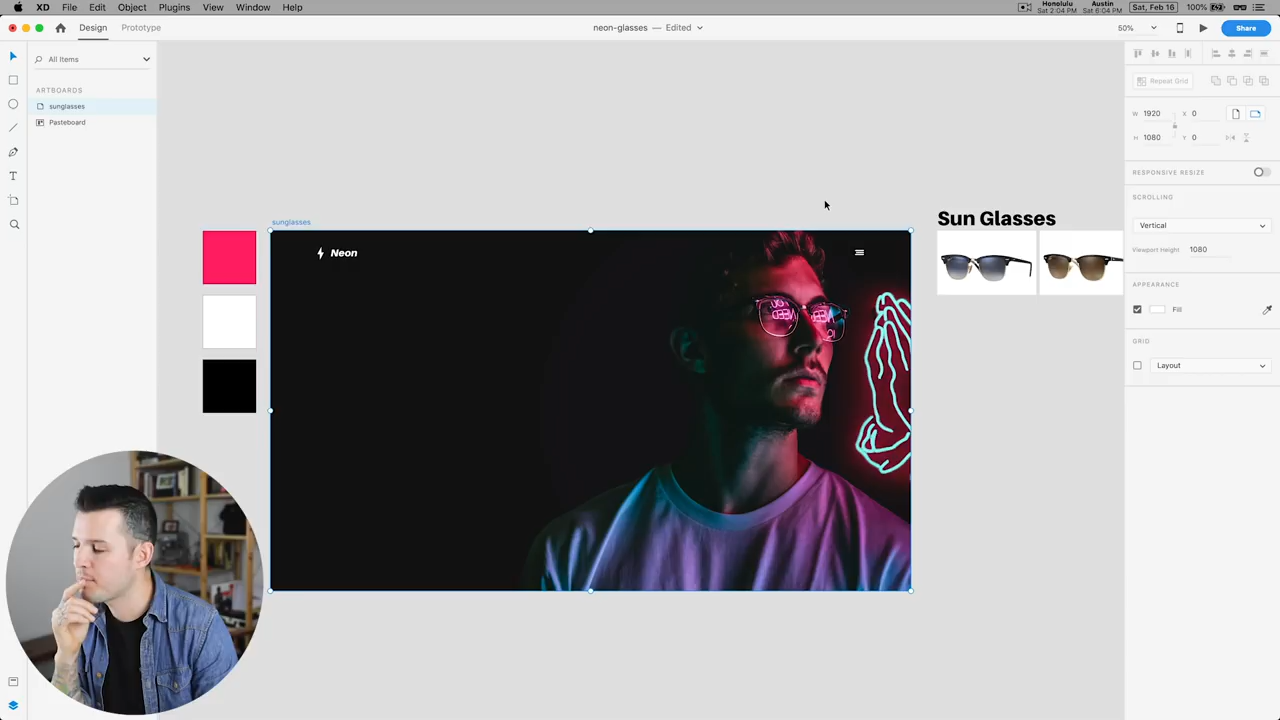 XD File Edit Object Plugins View Window Help
Honolulu
Sat 2:04 PM
Austin
Sat 6:04 PM
Sat, Feb 16
100%
Design Prototype
neon-glasses — Edited
50%
Share
All Items
ARTBOARDS
sunglasses
Pasteboard
sunglasses
Neon
Sun Glasses
Repeat Grid
W 1920 X 0
H 1080 Y 0
RESPONSIVE RESIZE
SCROLLING
Vertical
Viewport Height 1080
APPEARANCE
Fill
GRID
Layout
T